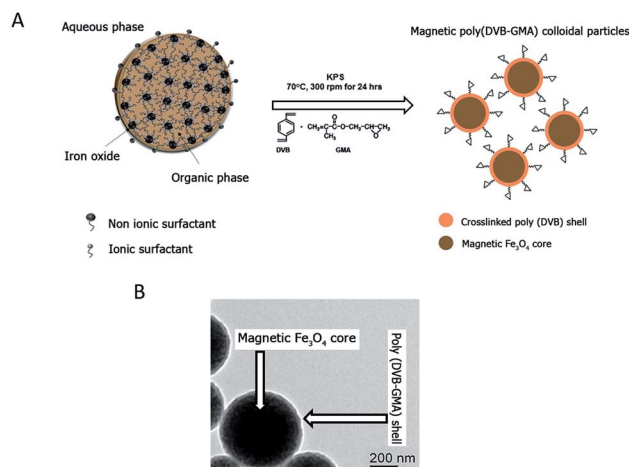 A
Aqueous phase
Iron oxide
Organic phase
Non ionic surfactant
Ionic surfactant
KPS
70°C, 300 rpm for 24 hrs
DVB
+
CH₂=C-C-O-CH₂-CH-CH₂
O
CH₃
O
GMA
Magnetic poly(DVB-GMA) colloidal particles
Crosslinked poly (DVB) shell
Magnetic Fe₃O₄ core
B
Magnetic Fe₃O₄ core
Poly (DVB-GMA) shell
200 nm